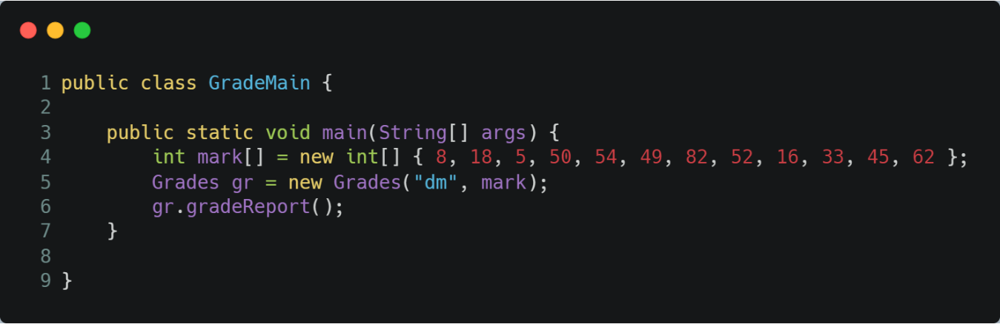 1 public class GradeMain {
2
3     public static void main(String[] args) {
4         int mark[] = new int[] { 8, 18, 5, 50, 54, 49, 82, 52, 16, 33, 45, 62 };
5         Grades gr = new Grades("dm", mark);
6         gr.gradeReport();
7     }
8
9 }